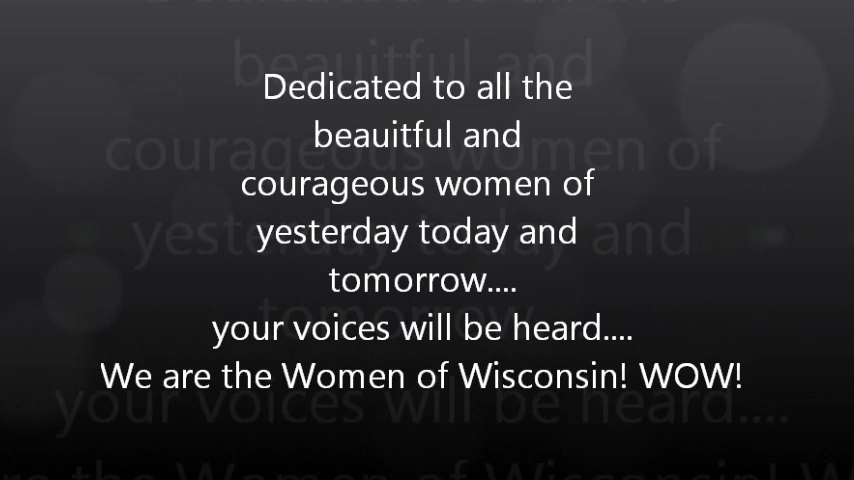 Dedicated to all the
beauitful and
courageous women of
yesterday today and
tomorrow....
your voices will be heard....
We are the Women of Wisconsin! WOW!